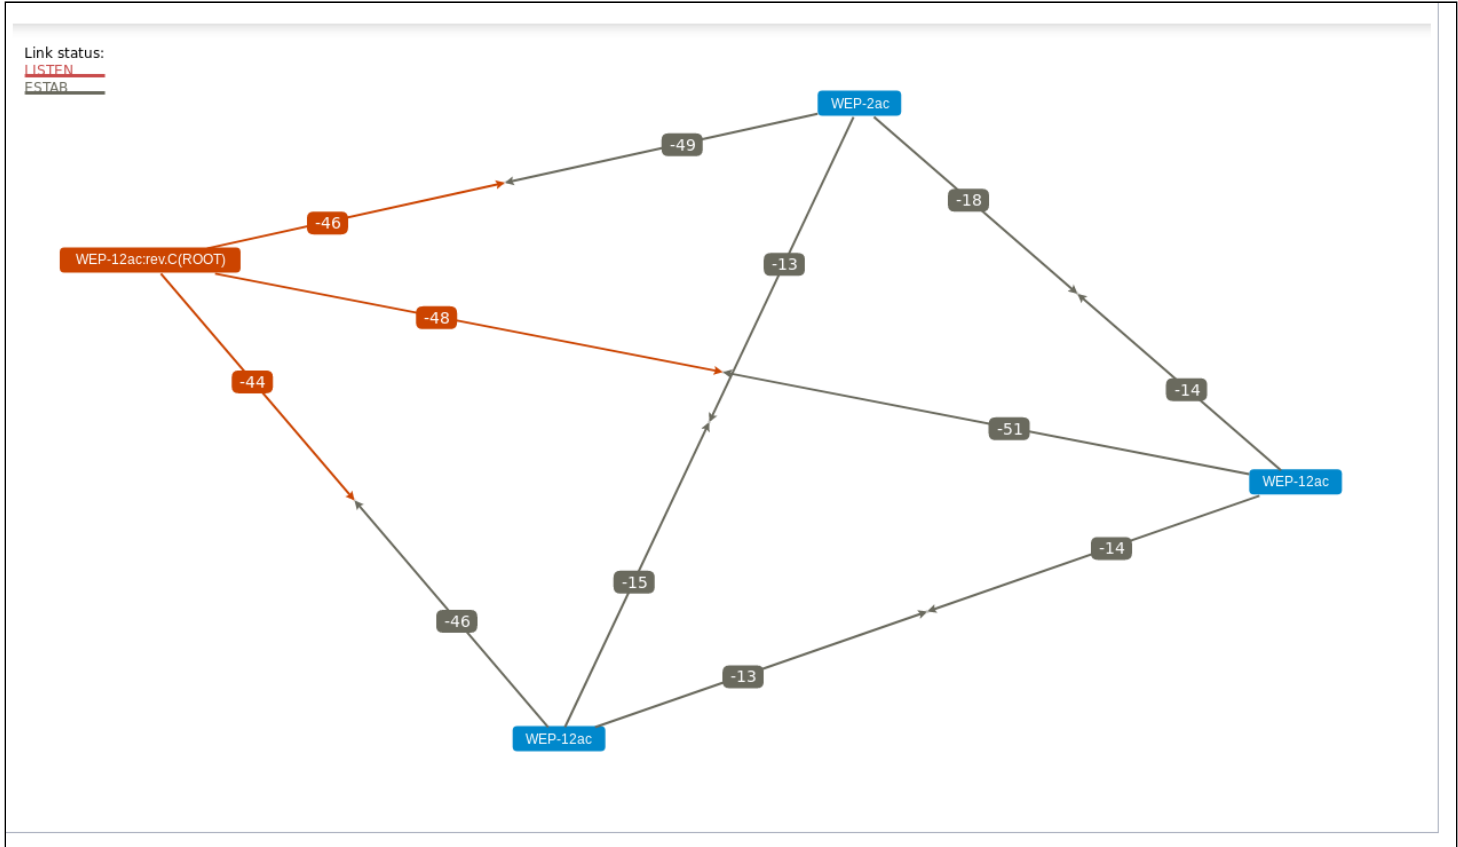 Link status:
LISTEN
ESTAB
WEP-2ac
-49
-18
-46
WEP-12ac:rev.C(ROOT)
-13
-48
-44
-14
-51
WEP-12ac
-14
-15
-46
-13
WEP-12ac